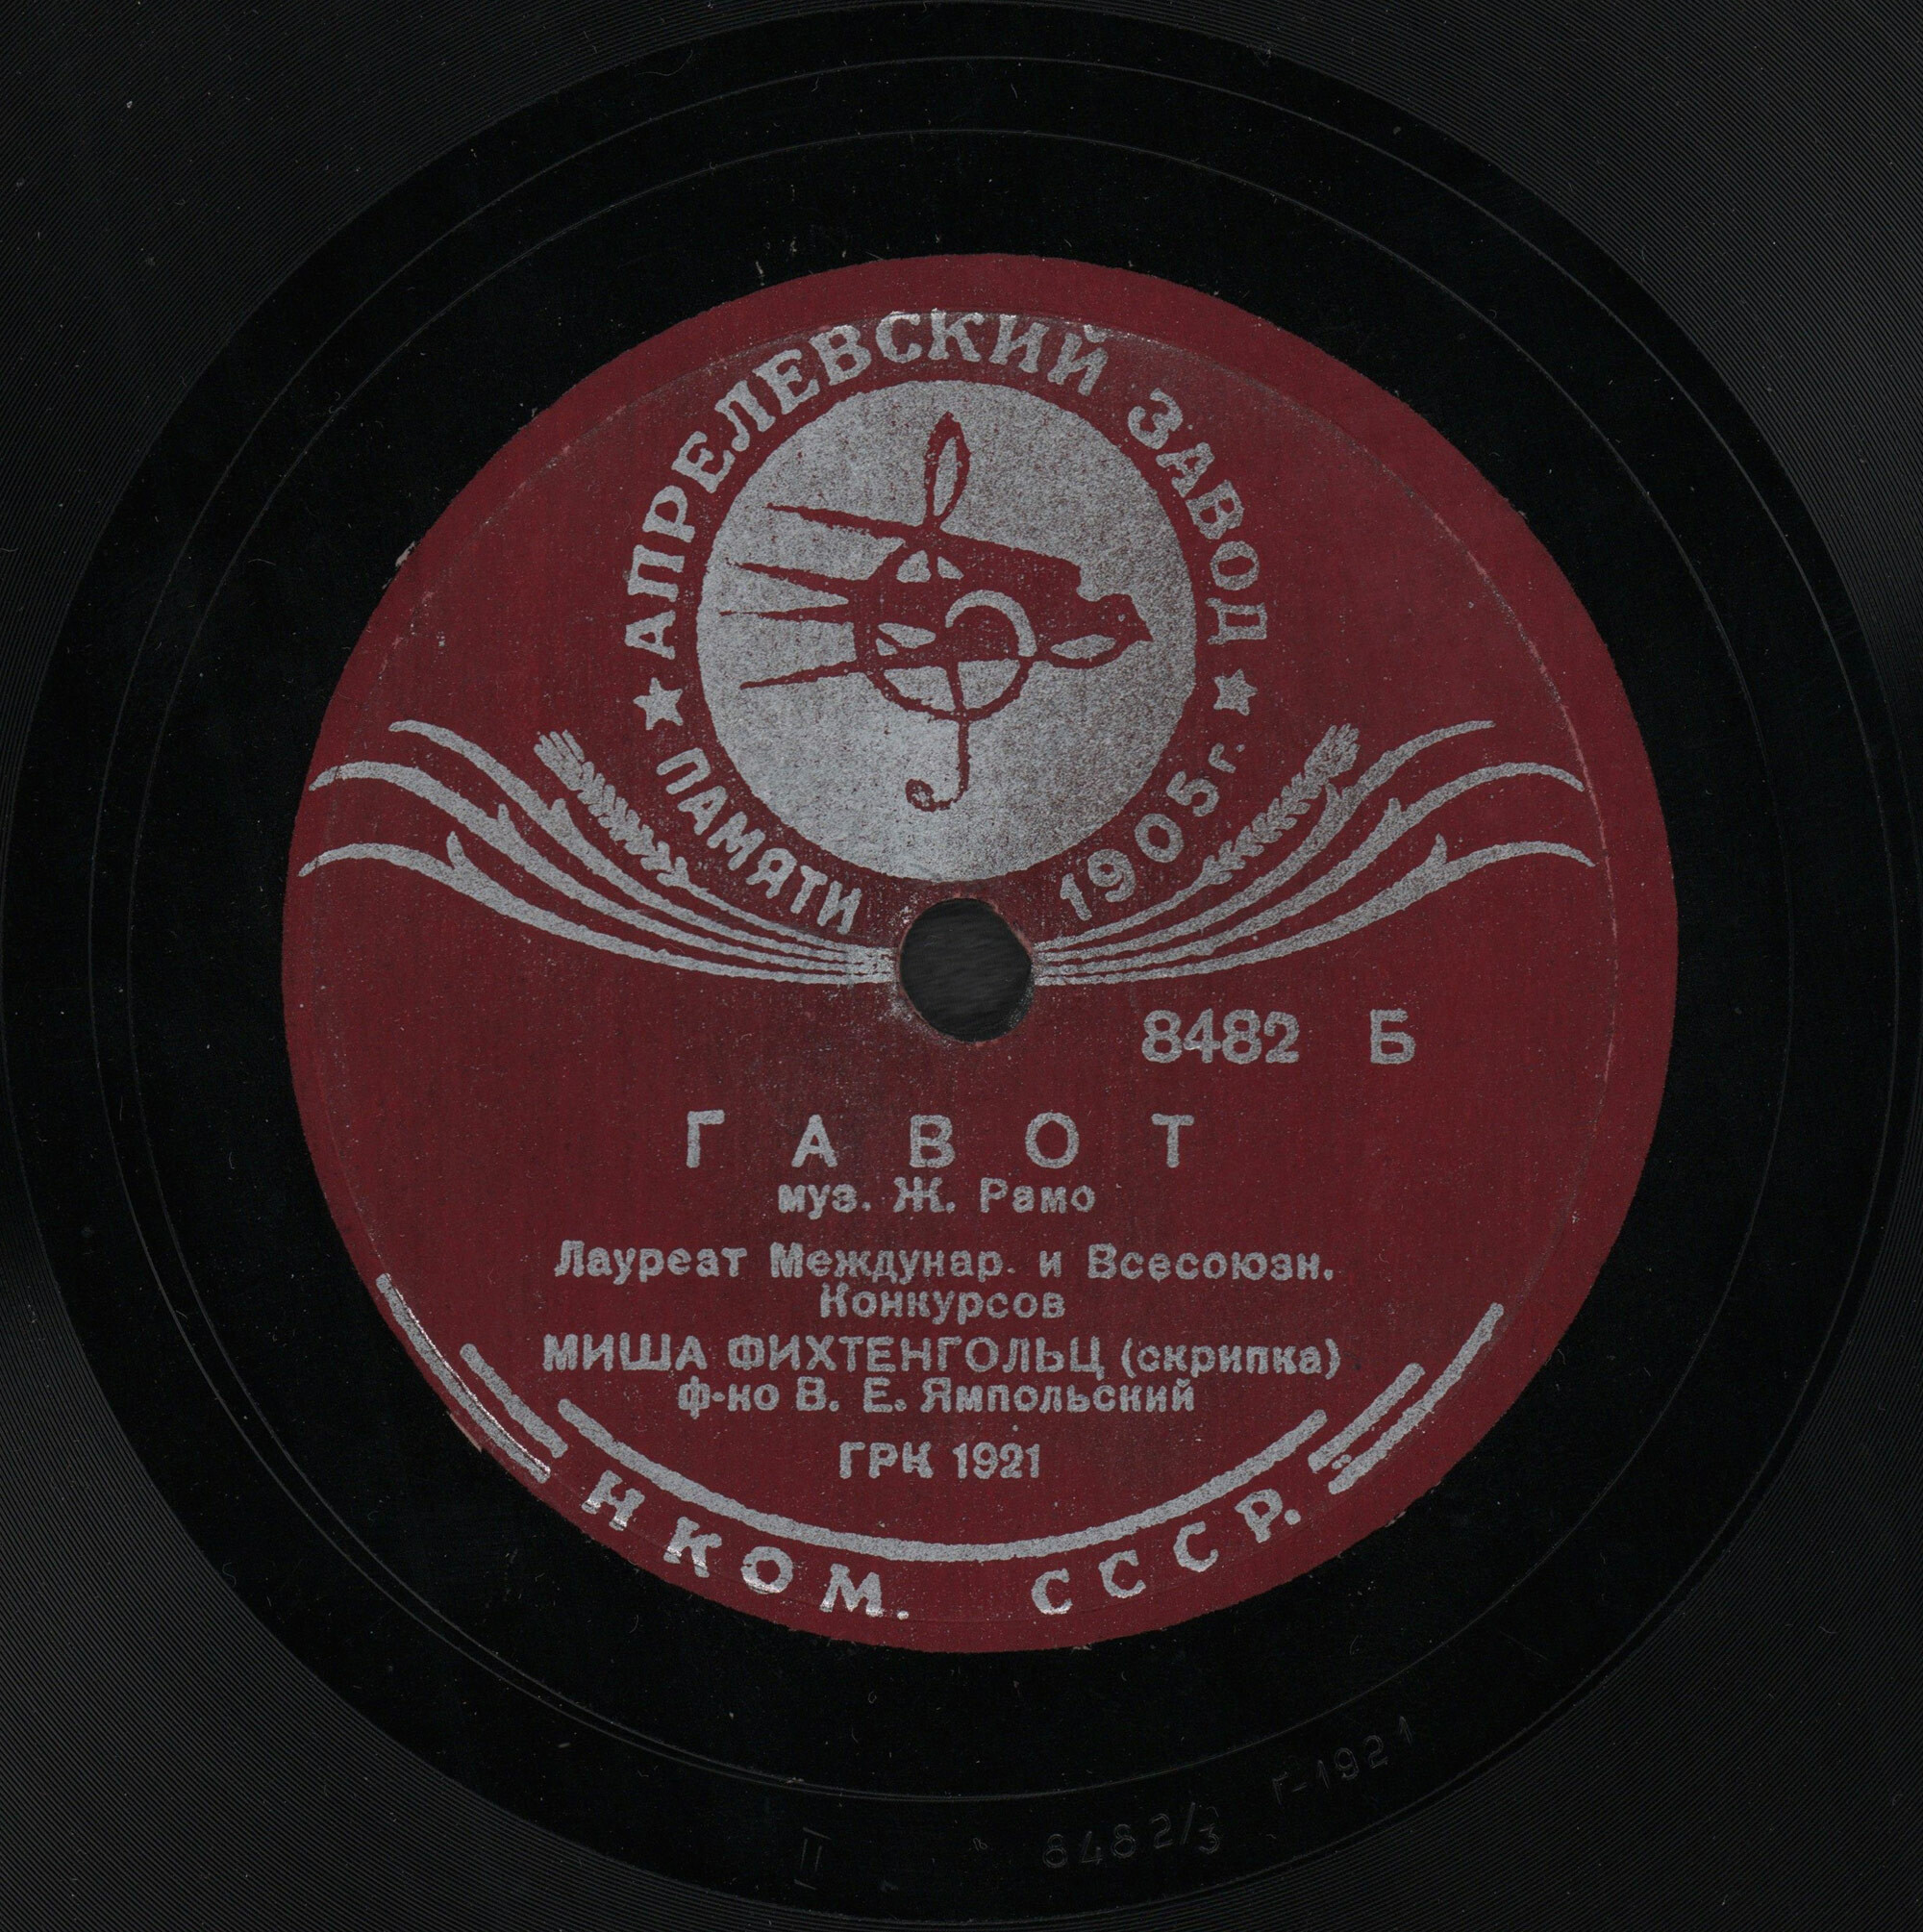 АПРЕЛЕВСКИЙ ЗАВОД
ПАМЯТИ 1905 г.
8482 Б
ГАВОТ
муз. Ж. Рамо
Лауреат Междунар. и Всесоюзн.
Конкурсов
МИША ФИХТЕНГОЛЬЦ (скрипка)
ф-но В. Е. Ямпольский
ГРК 1921
НКОМ. СССР.
II 8482/3 Г-1921